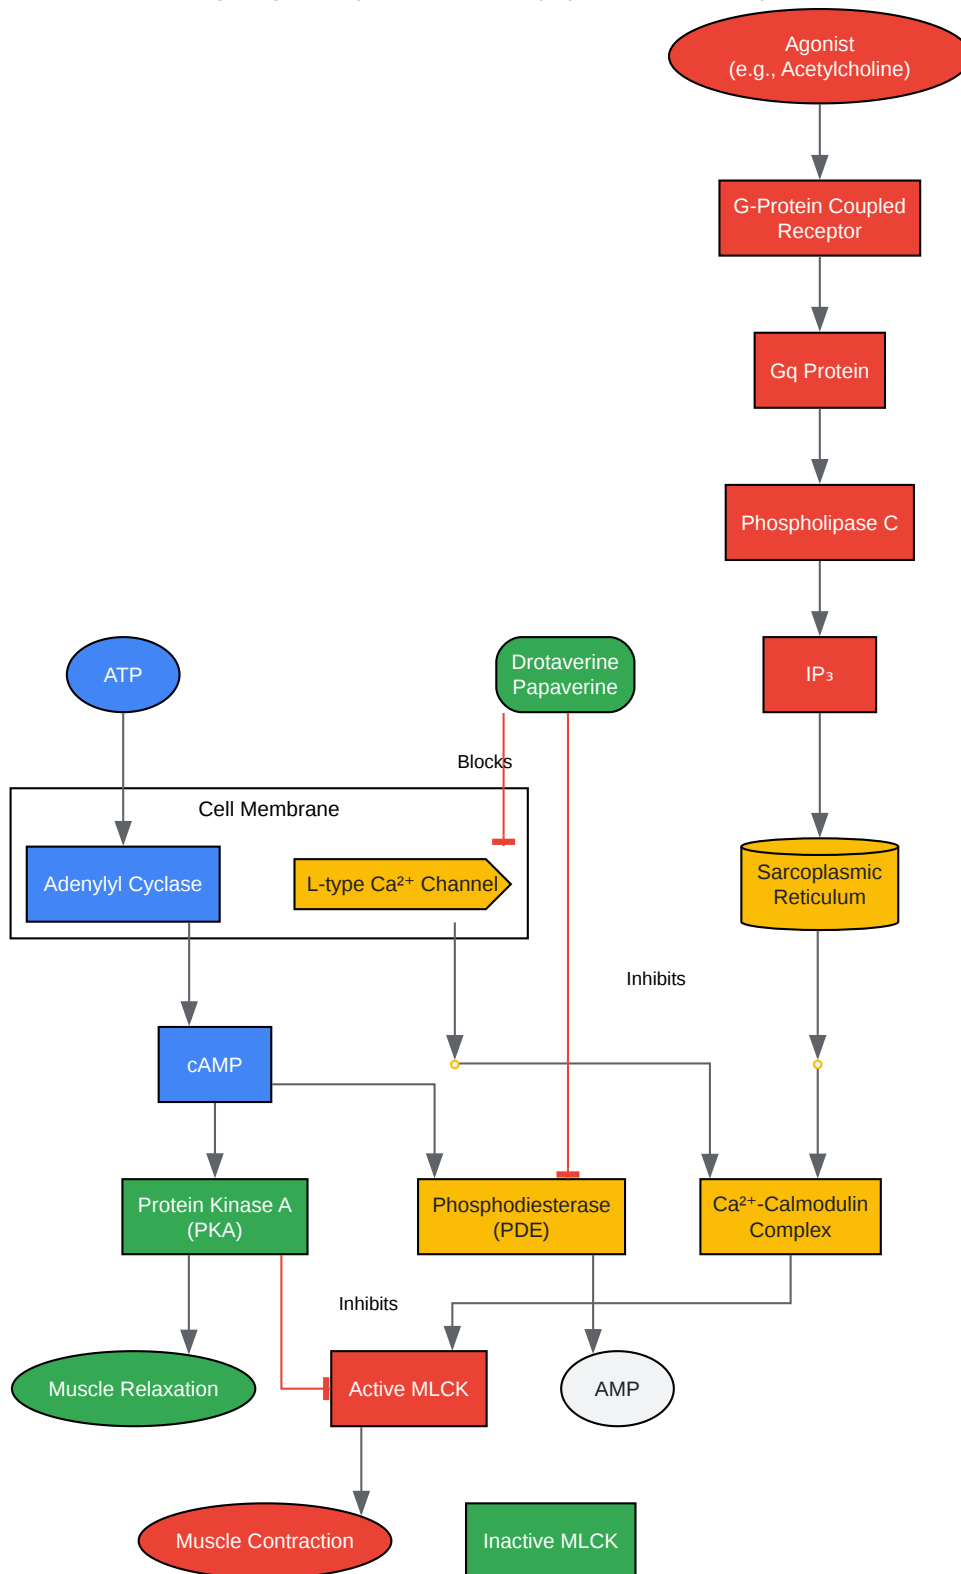 Agonist
(e.g., Acetylcholine)
G-Protein Coupled
Receptor
Gq Protein
Phospholipase C
ATP
Drotaverine
Papaverine
IP₃
Blocks
Cell Membrane
Adenylyl Cyclase
L-type Ca²⁺ Channel
Sarcoplasmic
Reticulum
Inhibits
cAMP
Protein Kinase A
(PKA)
Phosphodiesterase
(PDE)
Ca²⁺-Calmodulin
Complex
Inhibits
Muscle Relaxation
Active MLCK
AMP
Muscle Contraction
Inactive MLCK